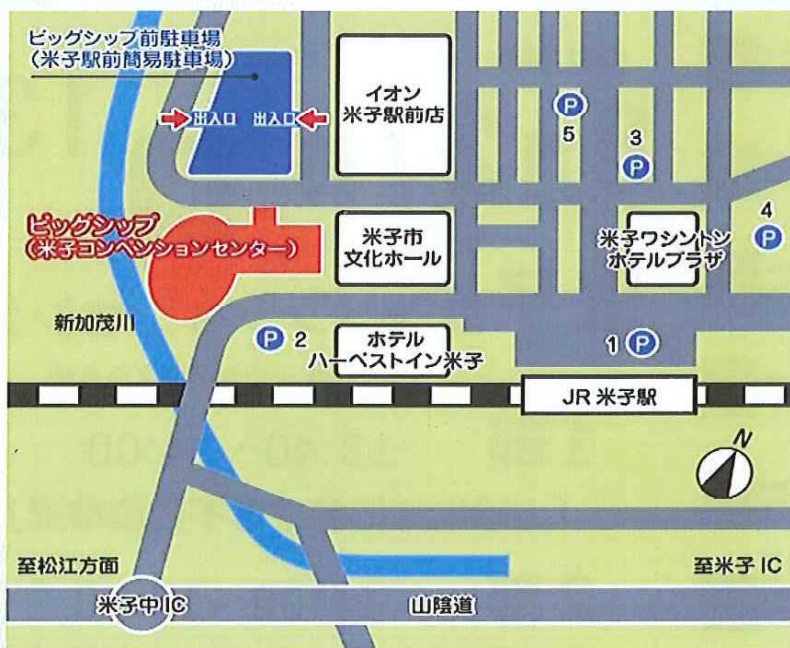 ビッグシップ前駐車場
(米子駅前簡易駐車場)
出入口
出入口
イオン
米子駅前店
P
5
3
P
ビッグシップ
(米子コンベンションセンター)
米子市
文化ホール
米子ワシントン
ホテルプラザ
4
P
新加茂川
P 2
ホテル
ハーベストイン米子
1 P
JR 米子駅
N
至松江方面
至米子 IC
米子中 IC
山陰道